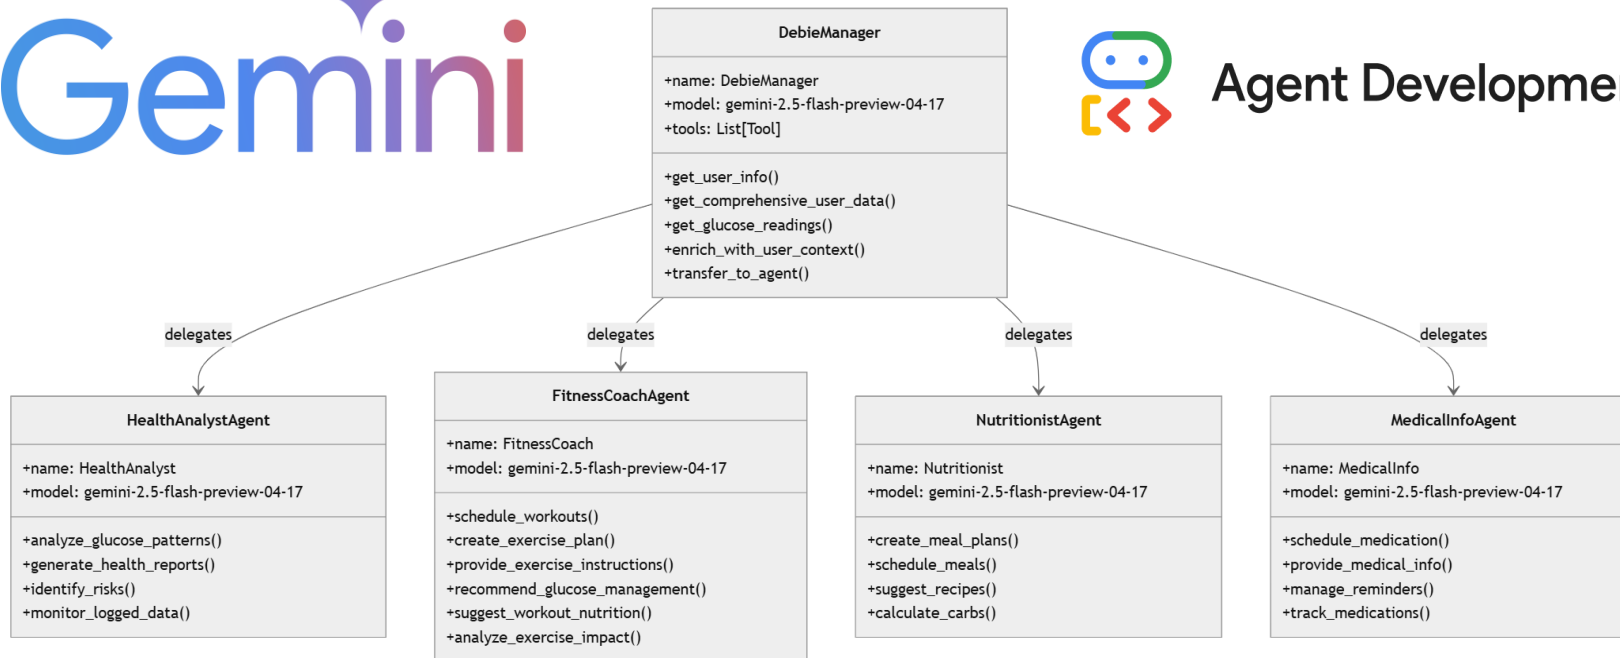 Gemini
DebieManager
+name: DebieManager
+model: gemini-2.5-flash-preview-04-17
+tools: List[Tool]
+get_user_info()
+get_comprehensive_user_data()
+get_glucose_readings()
+enrich_with_user_context()
+transfer_to_agent()
Agent Developme
delegates
delegates
delegates
delegates
HealthAnalystAgent
+name: HealthAnalyst
+model: gemini-2.5-flash-preview-04-17
+analyze_glucose_patterns()
+generate_health_reports()
+identify_risks()
+monitor_logged_data()
FitnessCoachAgent
+name: FitnessCoach
+model: gemini-2.5-flash-preview-04-17
+schedule_workouts()
+create_exercise_plan()
+provide_exercise_instructions()
+recommend_glucose_management()
+suggest_workout_nutrition()
+analyze_exercise_impact()
NutritionistAgent
+name: Nutritionist
+model: gemini-2.5-flash-preview-04-17
+create_meal_plans()
+schedule_meals()
+suggest_recipes()
+calculate_carbs()
MedicalInfoAgent
+name: MedicalInfo
+model: gemini-2.5-flash-preview-04-17
+schedule_medication()
+provide_medical_info()
+manage_reminders()
+track_medications()